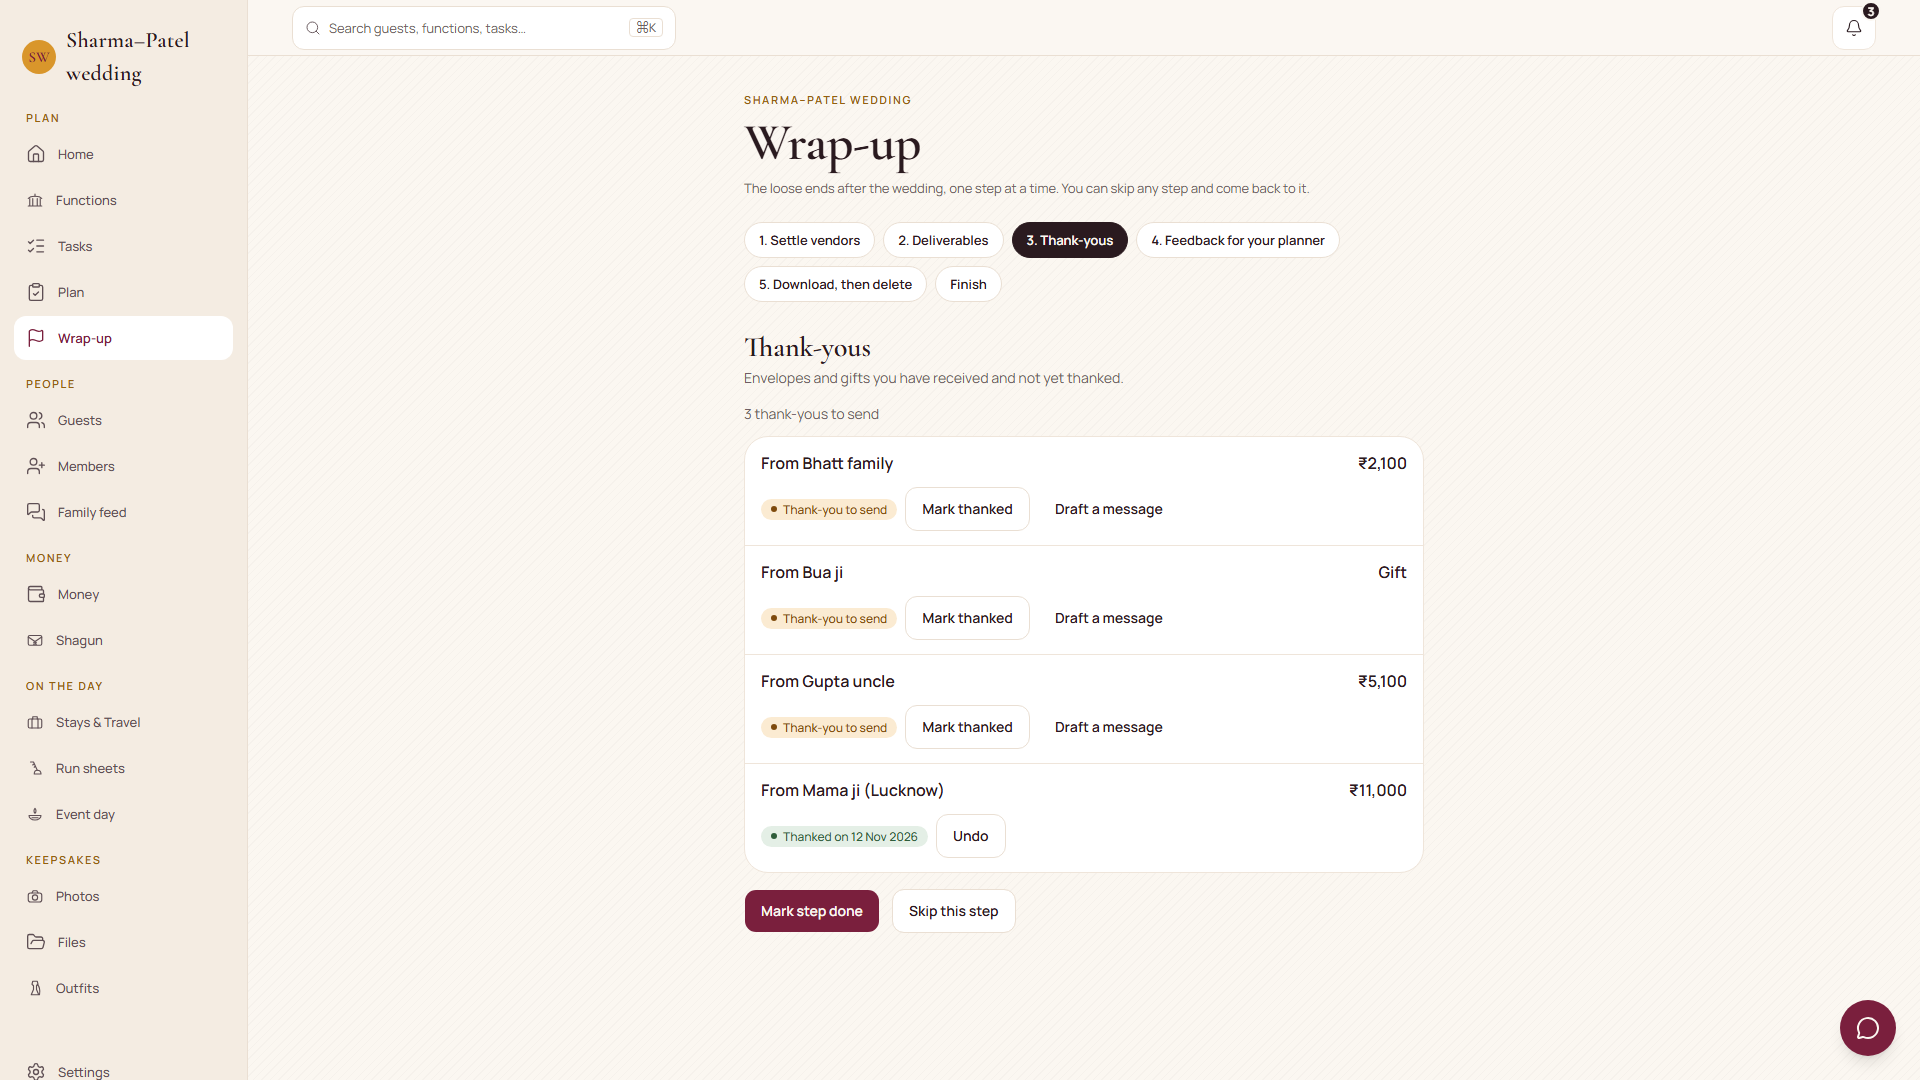 SW
Sharma–Patel
wedding
PLAN
Home
Functions
Tasks
Plan
Wrap-up
PEOPLE
Guests
Members
Family feed
MONEY
Money
Shagun
ON THE DAY
Stays & Travel
Run sheets
Event day
KEEPSAKES
Photos
Files
Outfits
Settings
Search guests, functions, tasks…
⌘K
3
SHARMA–PATEL WEDDING
Wrap-up
The loose ends after the wedding, one step at a time. You can skip any step and come back to it.
1. Settle vendors
2. Deliverables
3. Thank-yous
4. Feedback for your planner
5. Download, then delete
Finish
Thank-yous
Envelopes and gifts you have received and not yet thanked.
3 thank-yous to send
From Bhatt family ₹2,100
Thank-you to send Mark thanked Draft a message
From Bua ji Gift
Thank-you to send Mark thanked Draft a message
From Gupta uncle ₹5,100
Thank-you to send Mark thanked Draft a message
From Mama ji (Lucknow) ₹11,000
Thanked on 12 Nov 2026 Undo
Mark step done Skip this step